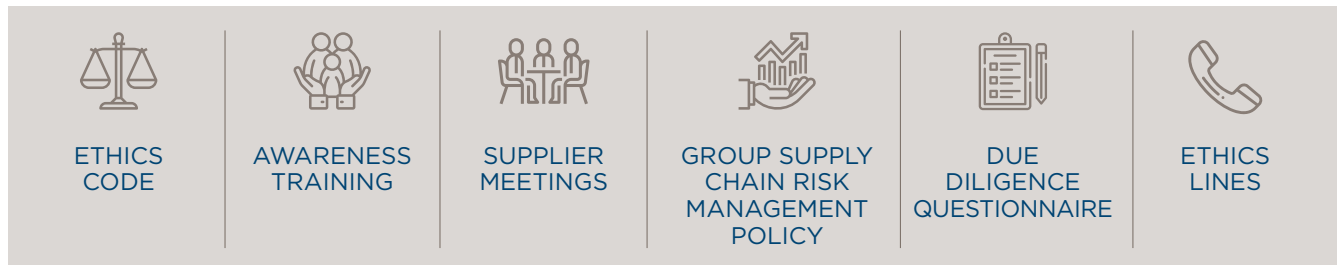 ETHICS
CODE
AWARENESS
TRAINING
SUPPLIER
MEETINGS
GROUP SUPPLY
CHAIN RISK
MANAGEMENT
POLICY
DUE
DILIGENCE
QUESTIONNAIRE
ETHICS
LINES